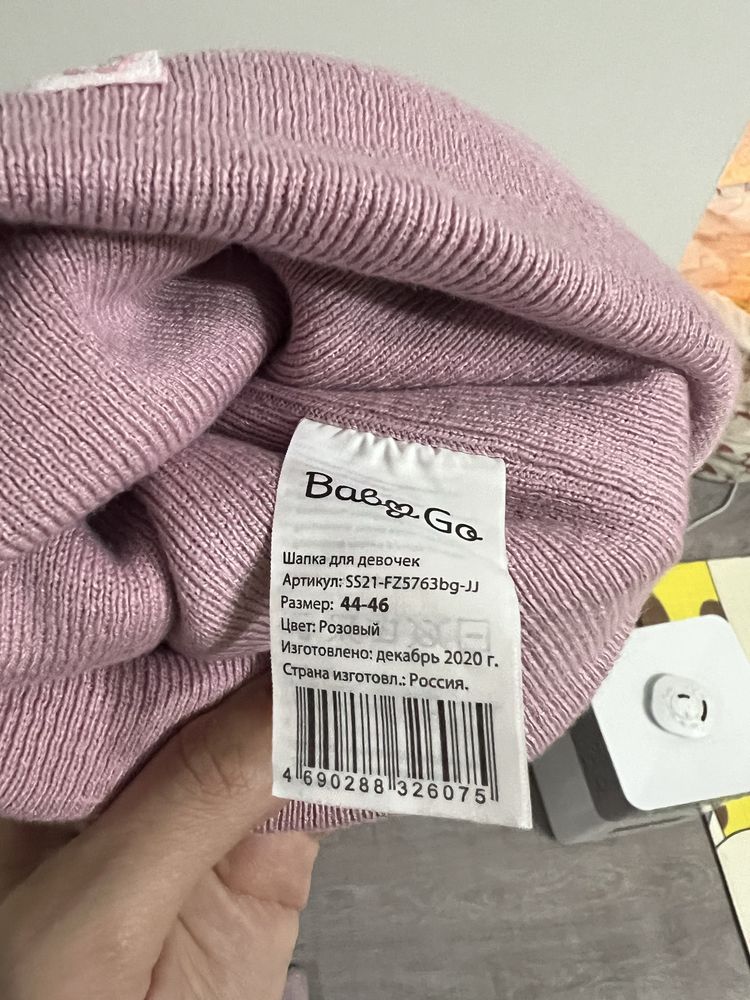 Baby Go
Шапка для девочек
Артикул: SS21-FZ5763bg-JJ
Размер: 44-46
Цвет: Розовый
Изготовлено: декабрь 2020 г.
Страна изготовл.: Россия.
4 690288 326075